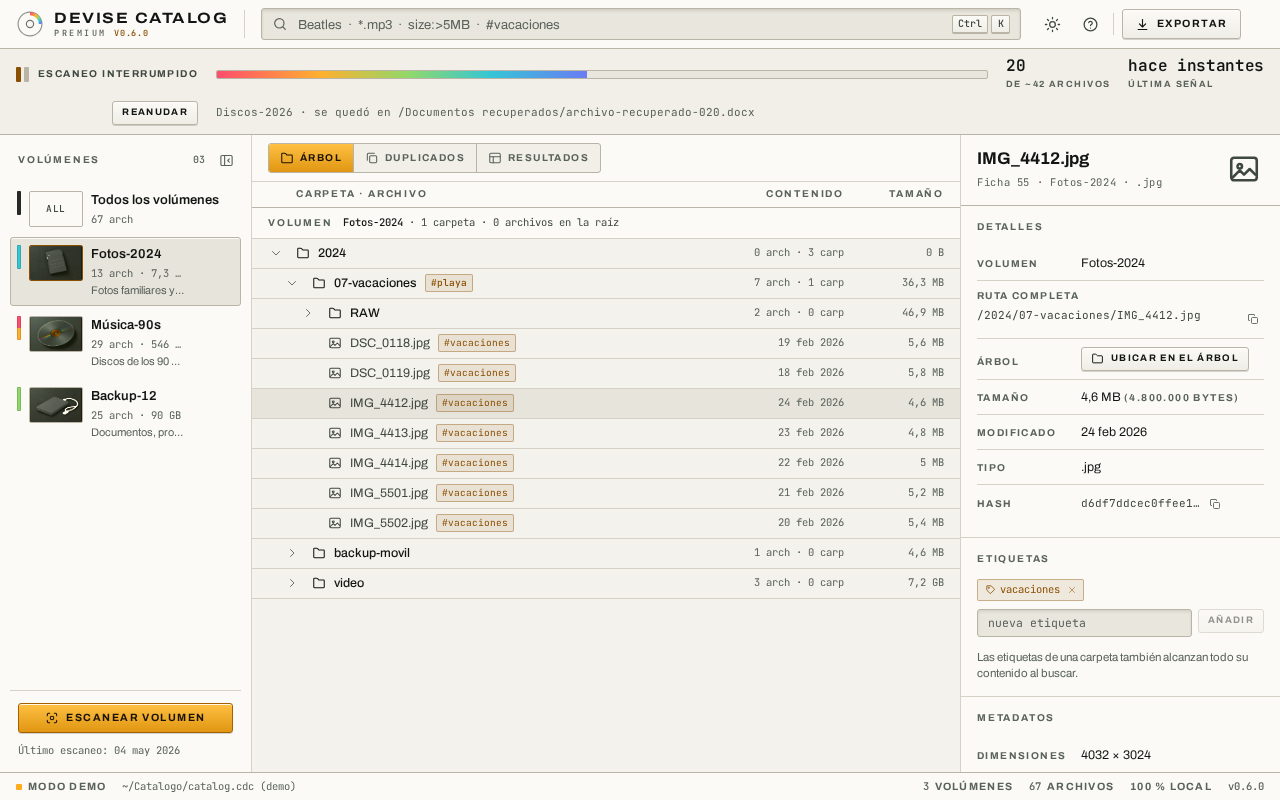 DEVISE CATALOG
PREMIUM V0.6.0
Beatles · *.mp3 · size:>5MB · #vacaciones
Ctrl K
EXPORTAR
ESCANEO INTERRUMPIDO
20
DE ~42 ARCHIVOS
hace instantes
ÚLTIMA SEÑAL
REANUDAR
Discos-2026 · se quedó en /Documentos recuperados/archivo-recuperado-020.docx
VOLÚMENES 03
ALL
Todos los volúmenes
67 arch
Fotos-2024
13 arch · 7,3 …
Fotos familiares y…
Música-90s
29 arch · 546 …
Discos de los 90 …
Backup-12
25 arch · 90 GB
Documentos, pro…
ESCANEAR VOLUMEN
Último escaneo: 04 may 2026
ÁRBOL DUPLICADOS RESULTADOS
CARPETA · ARCHIVO CONTENIDO TAMAÑO
VOLUMEN Fotos-2024 · 1 carpeta · 0 archivos en la raíz
2024 0 arch · 3 carp 0 B
07-vacaciones #playa 7 arch · 1 carp 36,3 MB
RAW 2 arch · 0 carp 46,9 MB
DSC_0118.jpg #vacaciones 19 feb 2026 5,6 MB
DSC_0119.jpg #vacaciones 18 feb 2026 5,8 MB
IMG_4412.jpg #vacaciones 24 feb 2026 4,6 MB
IMG_4413.jpg #vacaciones 23 feb 2026 4,8 MB
IMG_4414.jpg #vacaciones 22 feb 2026 5 MB
IMG_5501.jpg #vacaciones 21 feb 2026 5,2 MB
IMG_5502.jpg #vacaciones 20 feb 2026 5,4 MB
backup-movil 1 arch · 0 carp 4,6 MB
video 3 arch · 0 carp 7,2 GB
IMG_4412.jpg
Ficha 55 · Fotos-2024 · .jpg
DETALLES
VOLUMEN Fotos-2024
RUTA COMPLETA
/2024/07-vacaciones/IMG_4412.jpg
ÁRBOL UBICAR EN EL ÁRBOL
TAMAÑO 4,6 MB (4.800.000 BYTES)
MODIFICADO 24 feb 2026
TIPO .jpg
HASH d6df7ddcec0ffee1…
ETIQUETAS
vacaciones
nueva etiqueta AÑADIR
Las etiquetas de una carpeta también alcanzan todo su
contenido al buscar.
METADATOS
DIMENSIONES 4032 × 3024
MODO DEMO ~/Catalogo/catalog.cdc (demo)
3 VOLÚMENES 67 ARCHIVOS 100 % LOCAL v0.6.0